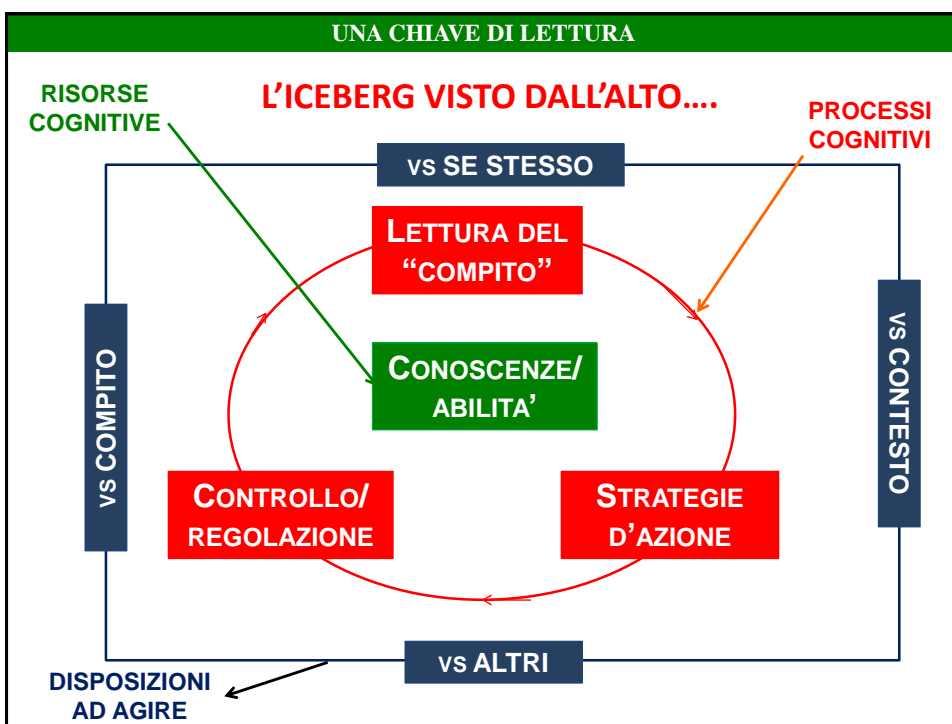 UNA CHIAVE DI LETTURA
L'ICEBERG VISTO DALL'ALTO....
RISORSE
COGNITIVE
PROCESSI
COGNITIVI
VS SE STESSO
LETTURA DEL
“COMPITO”
VS COMPITO
CONOSCENZE/
ABILITA'
VS CONTESTO
CONTROLLO/
REGOLAZIONE
STRATEGIE
D'AZIONE
VS ALTRI
DISPOSIZIONI
AD AGIRE